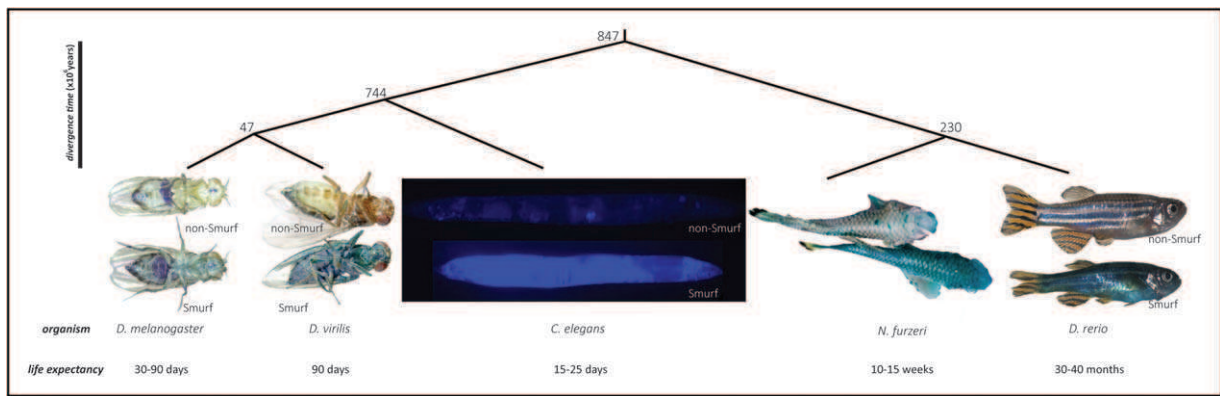 847
divergence time (x10⁶years)
744
47
230
non-Smurf
non-Smurf
non-Smurf
non-Smurf
Smurf
Smurf
Smurf
Smurf
organism D. melanogaster D. virilis C. elegans N. furzeri D. rerio
life expectancy 30-90 days 90 days 15-25 days 10-15 weeks 30-40 months